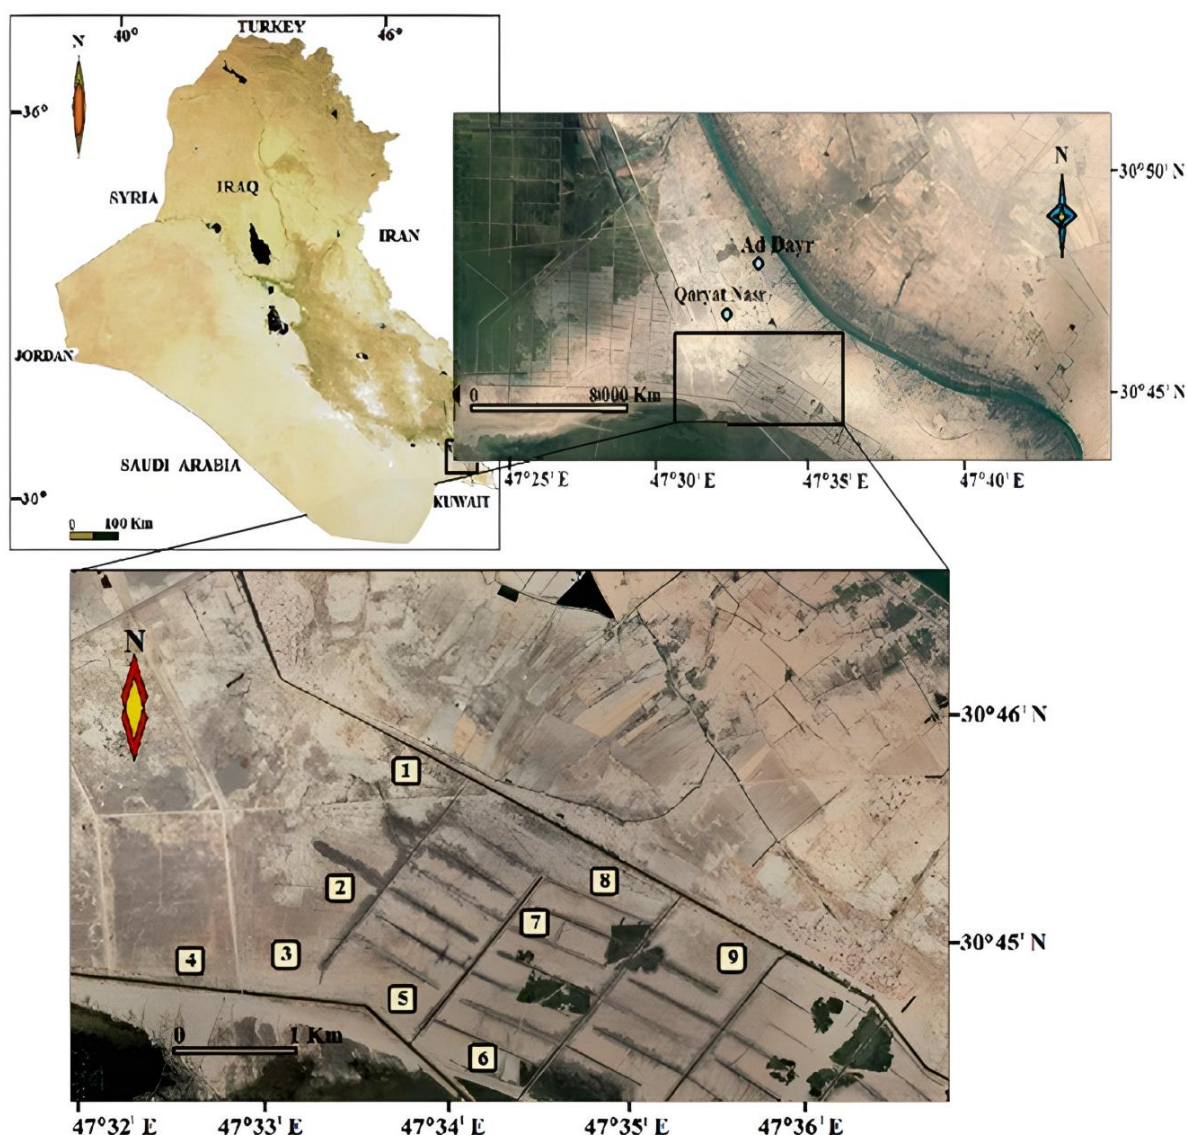 TURKEY
40°
46°
N
36°
SYRIA
IRAQ
IRAN
JORDAN
SAUDI ARABIA
30°
KUWAIT
0
100 Km
N
30°50' N
Ad Dayr
Qaryat Nasr
30°45' N
0
8000 Km
47°25' E
47°30' E
47°35' E
47°40' E
N
30°46' N
1
2
8
7
30°45' N
4
3
9
5
0
1 Km
6
47°32' E
47°33' E
47°34' E
47°35' E
47°36' E